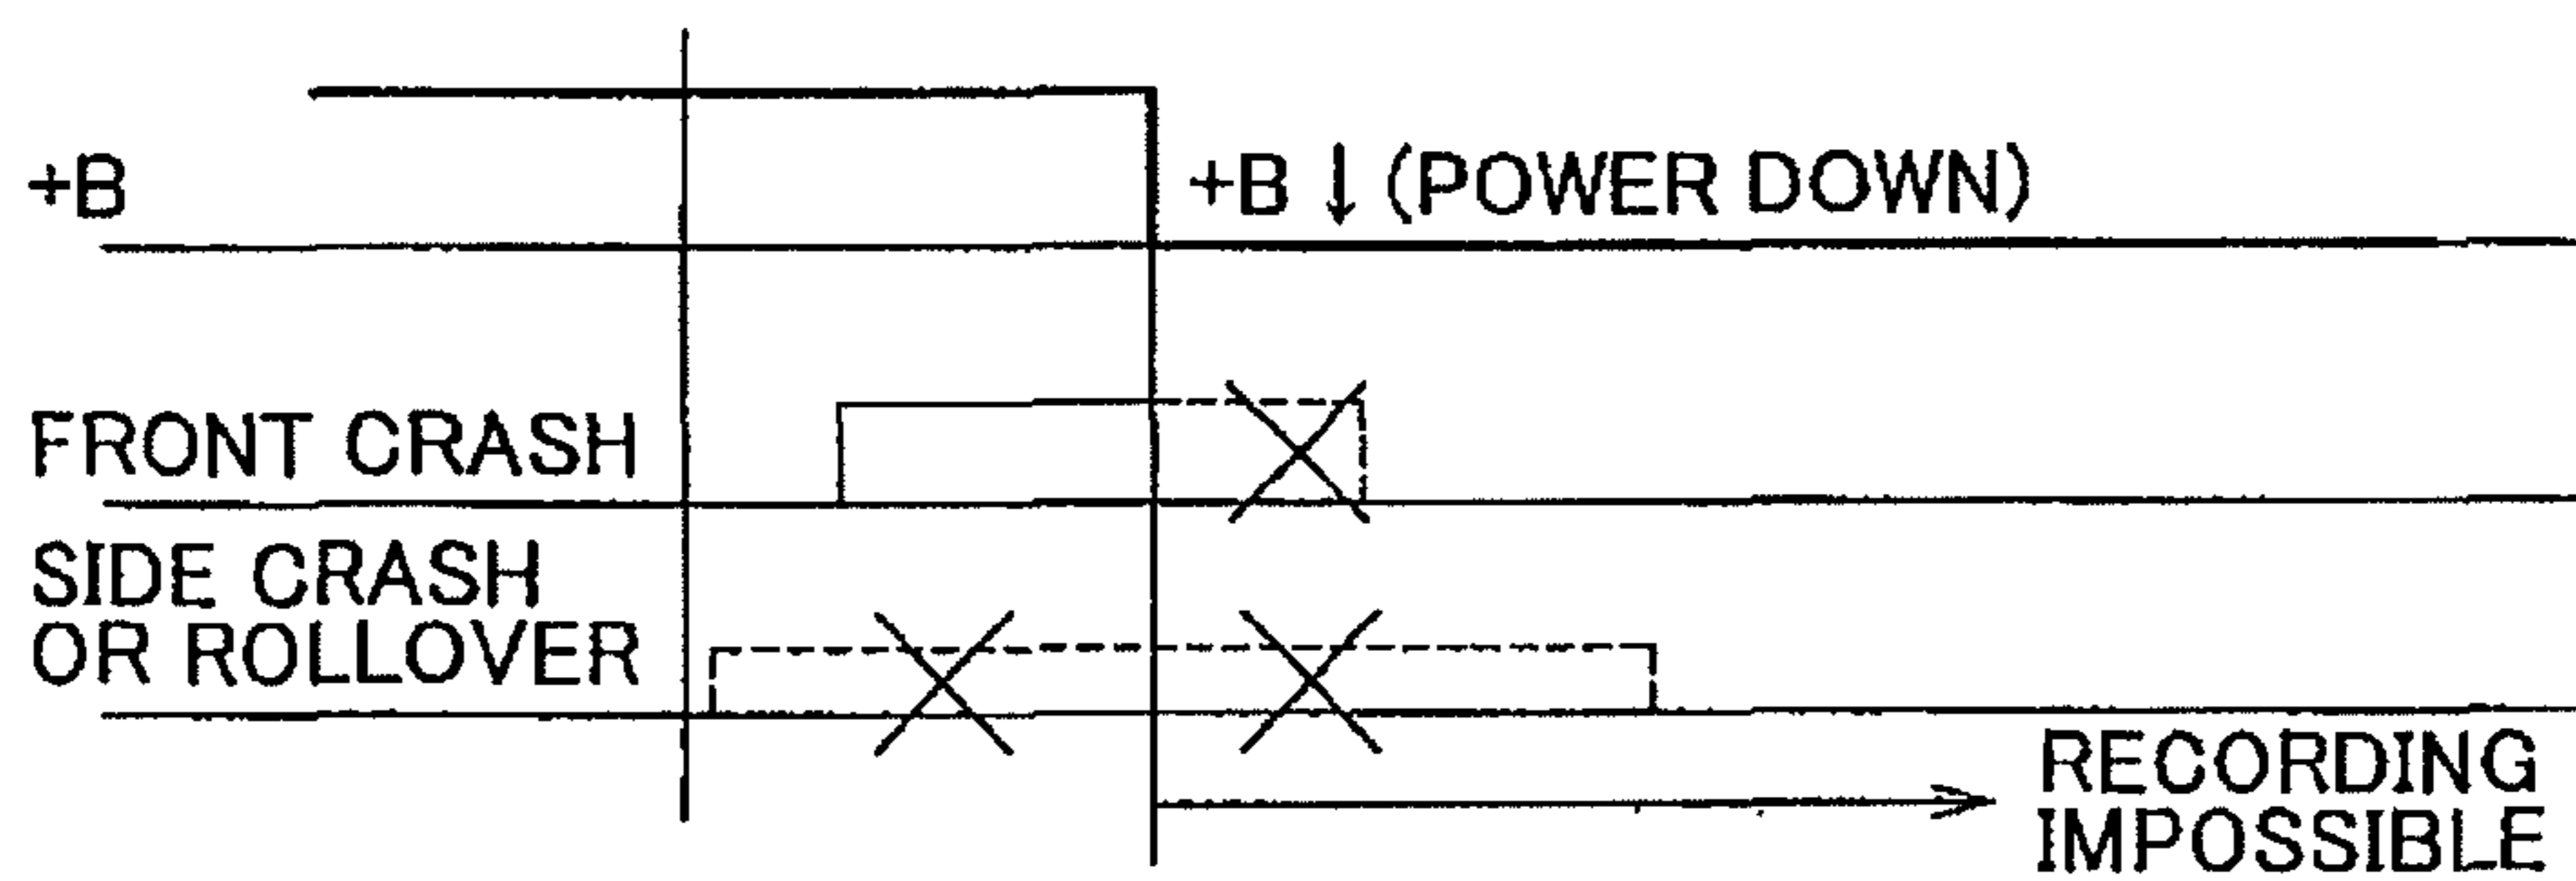 +B
+B ↓ (POWER DOWN)
FRONT CRASH
SIDE CRASH
OR ROLLOVER
RECORDING
IMPOSSIBLE